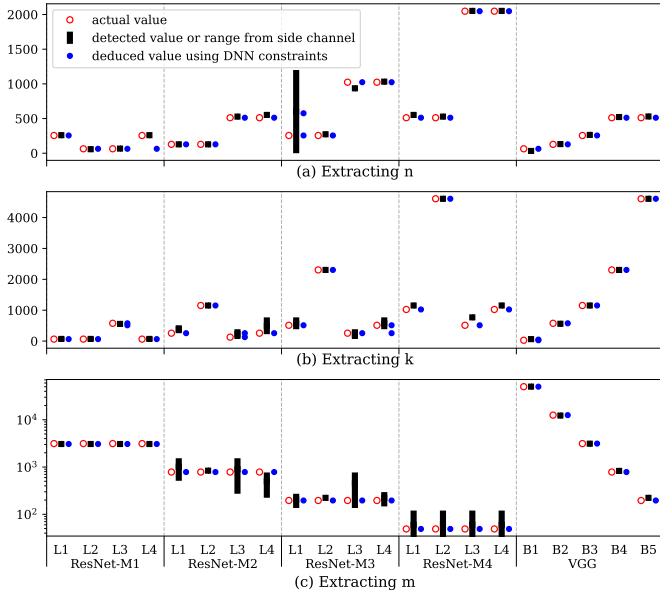 actual value
detected value or range from side channel
deduced value using DNN constraints
2000
1500
1000
500
0
(a) Extracting n
4000
3000
2000
1000
0
(b) Extracting k
10^4
10^3
10^2
L1 L2 L3 L4 L1 L2 L3 L4 L1 L2 L3 L4 L1 L2 L3 L4 B1 B2 B3 B4 B5
ResNet-M1 ResNet-M2 ResNet-M3 ResNet-M4 VGG
(c) Extracting m